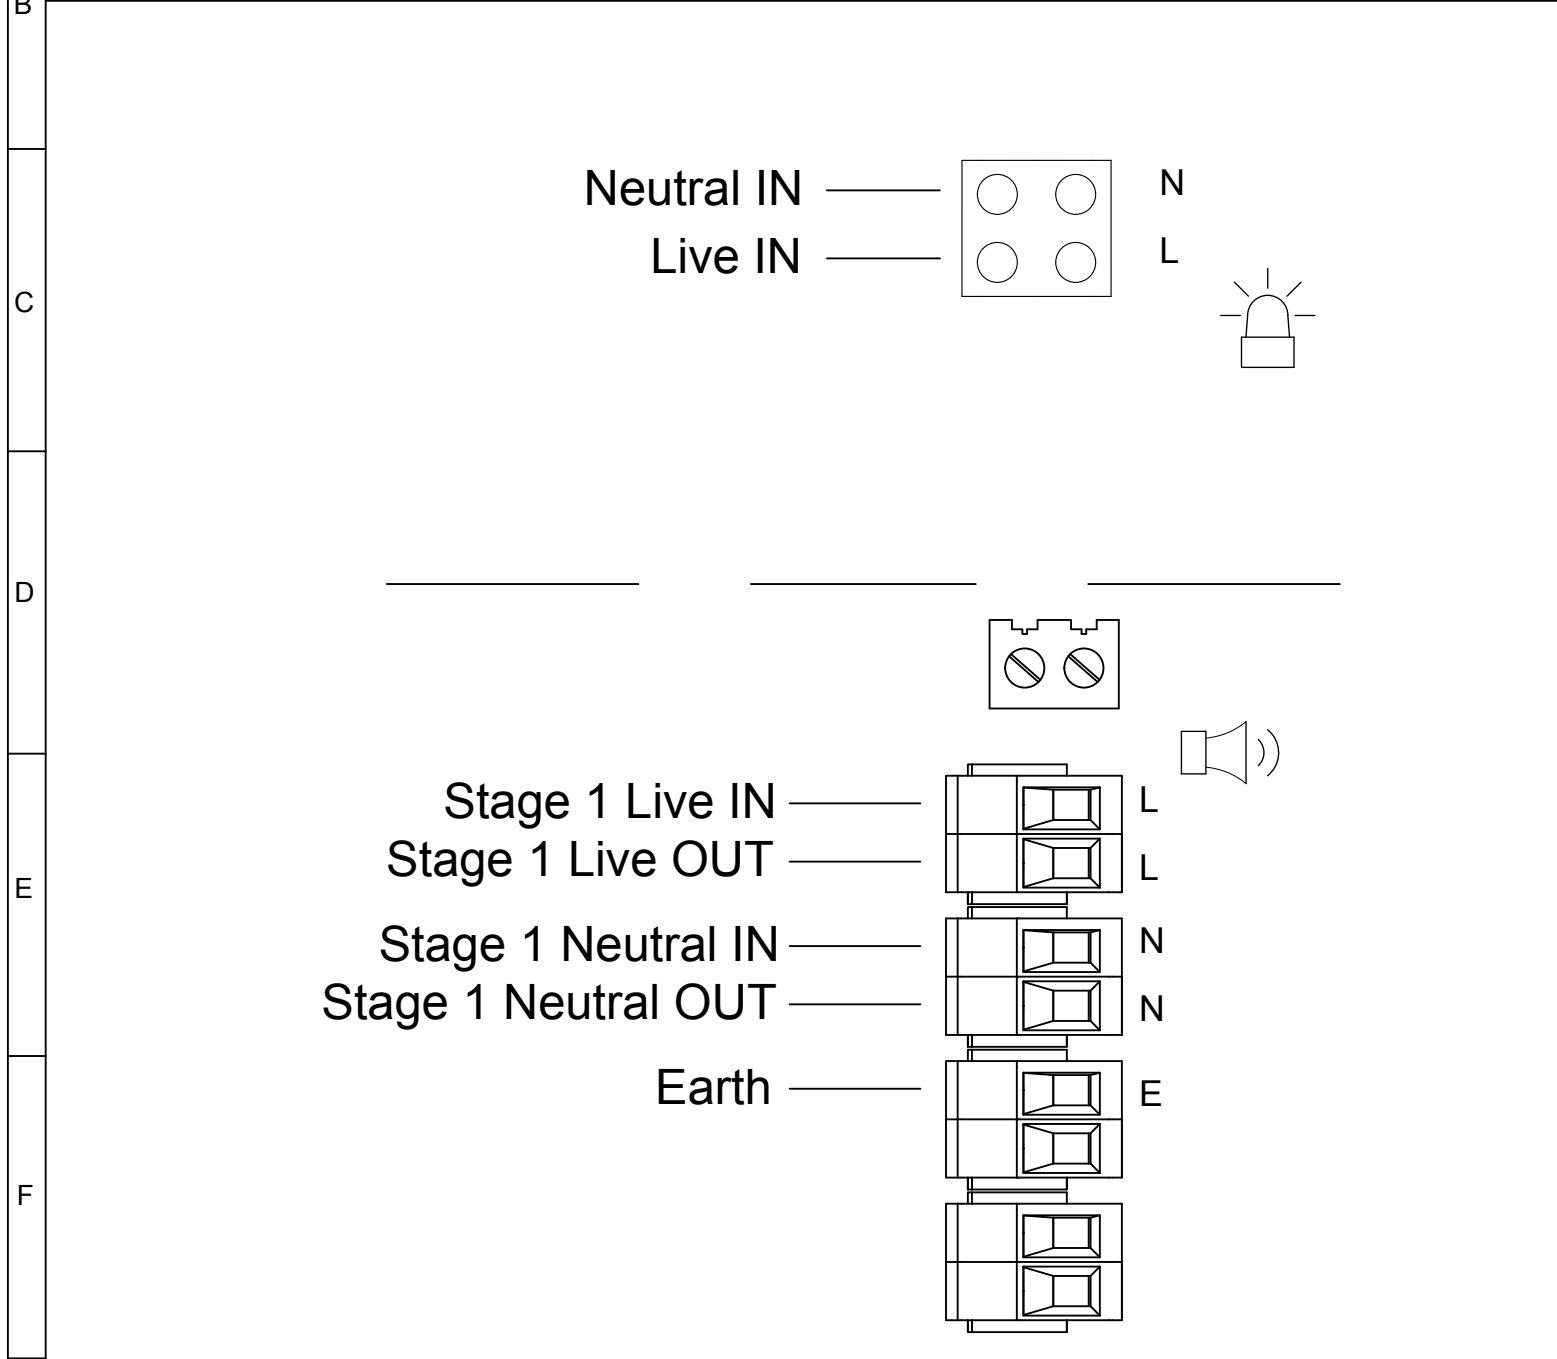 B
Neutral IN
N
Live IN
L
C
D
Stage 1 Live IN
L
Stage 1 Live OUT
L
E
Stage 1 Neutral IN
N
Stage 1 Neutral OUT
N
Earth
E
F